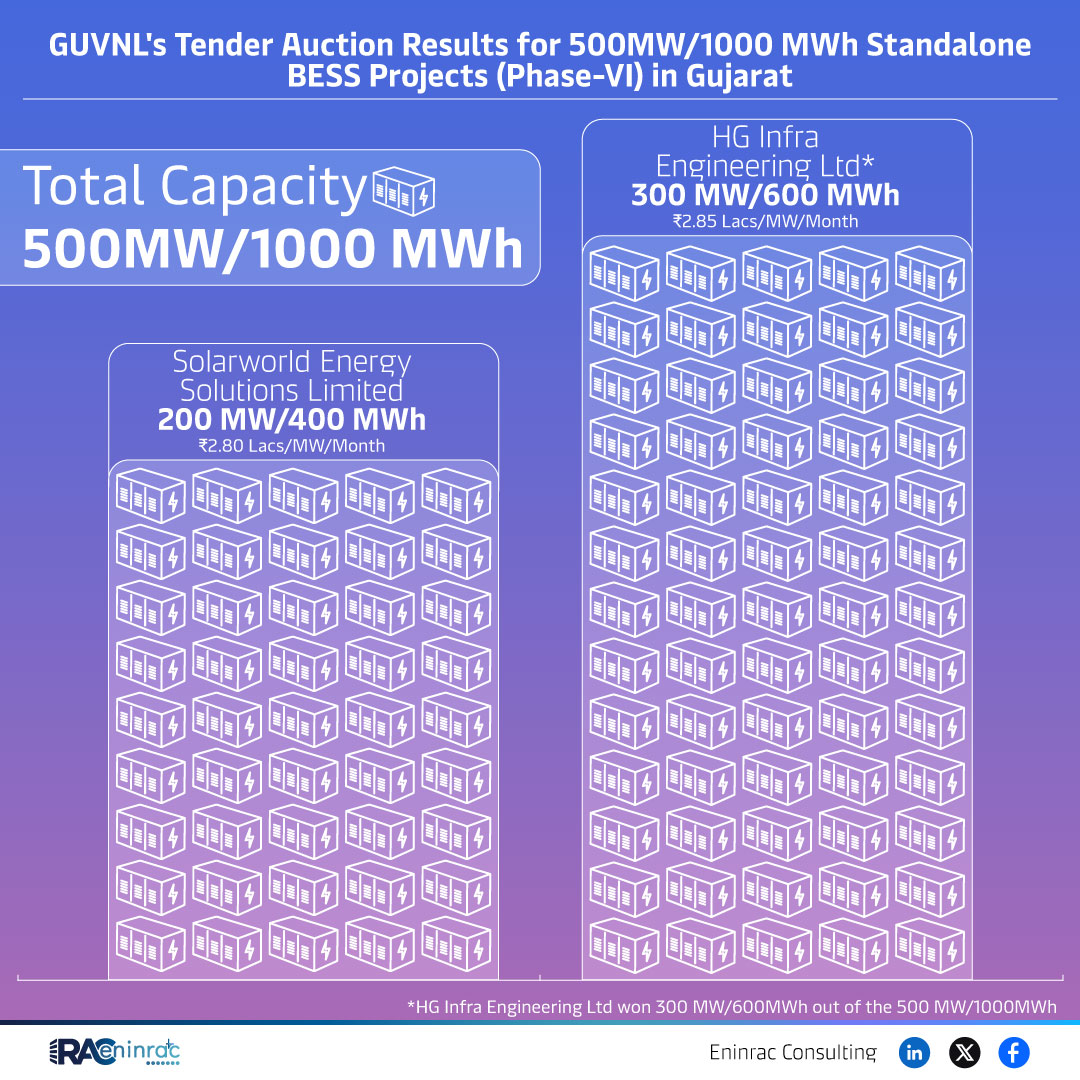 GUVNL's Tender Auction Results for 500MW/1000 MWh Standalone
BESS Projects (Phase-VI) in Gujarat
Total Capacity
500MW/1000 MWh
HG Infra
Engineering Ltd*
300 MW/600 MWh
₹2.85 Lacs/MW/Month
Solarworld Energy
Solutions Limited
200 MW/400 MWh
₹2.80 Lacs/MW/Month
*HG Infra Engineering Ltd won 300 MW/600MWh out of the 500 MW/1000MWh
RAC eninrac
Eninrac Consulting
in
X
f